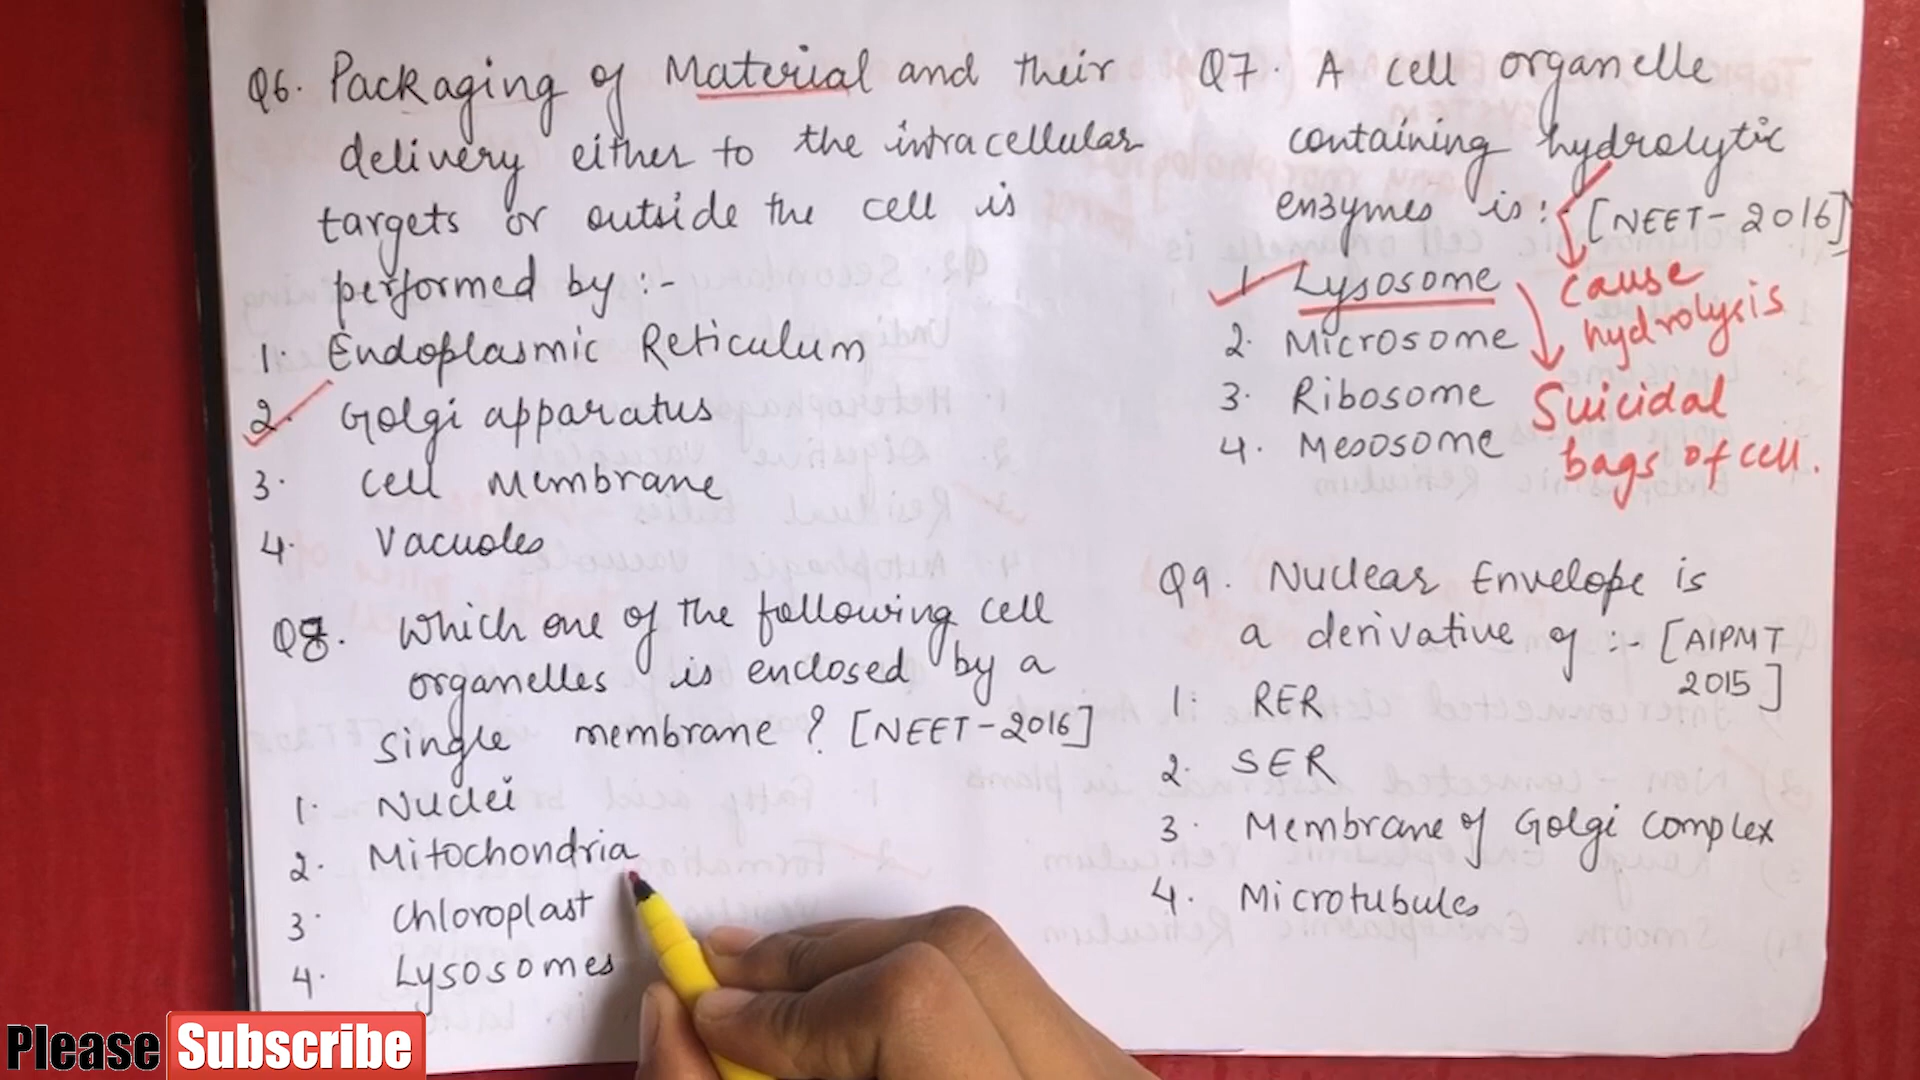 Q6. Packaging of Material and their
delivery either to the intracellular
targets or outside the cell is
performed by :-
1. Endoplasmic Reticulum
2. Golgi apparatus
3. Cell Membrane
4. Vacuoles
Q7. A cell organelle
containing hydrolytic
enzymes is :- [NEET-2016]
1 Lysosome
2. Microsome
3. Ribosome
4. Mesosome
cause
hydrolysis
Suicidal
bags of cell.
Q8. Which one of the following cell
organelles is enclosed by a
single membrane? [NEET-2016]
1. Nuclei
2. Mitochondria
3. Chloroplast
4. Lysosomes
Q9. Nuclear Envelope is
a derivative of :- [AIPMT
2015]
1. RER
2. SER
3. Membrane of Golgi complex
4. Microtubules
Please Subscribe